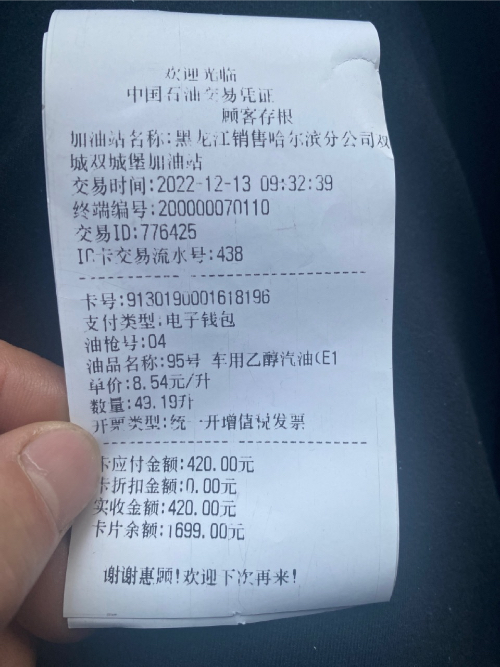 欢迎光临
中国石油交易凭证
顾客存根
加油站名称:黑龙江销售哈尔滨分公司双
城双城堡加油站
交易时间:2022-12-13 09:32:39
终端编号:200000070110
交易ID:776425
IC卡交易流水号:438
卡号:9130190001618196
支付类型:电子钱包
油枪号:04
油品名称:95号 车用乙醇汽油(E1
单价:8.54元/升
数量:49.19升
开票类型:统一开增值税发票
卡应付金额:420.00元
卡折扣金额:0.00元
实收金额:420.00元
卡片余额:1699.00元
谢谢惠顾!欢迎下次再来!